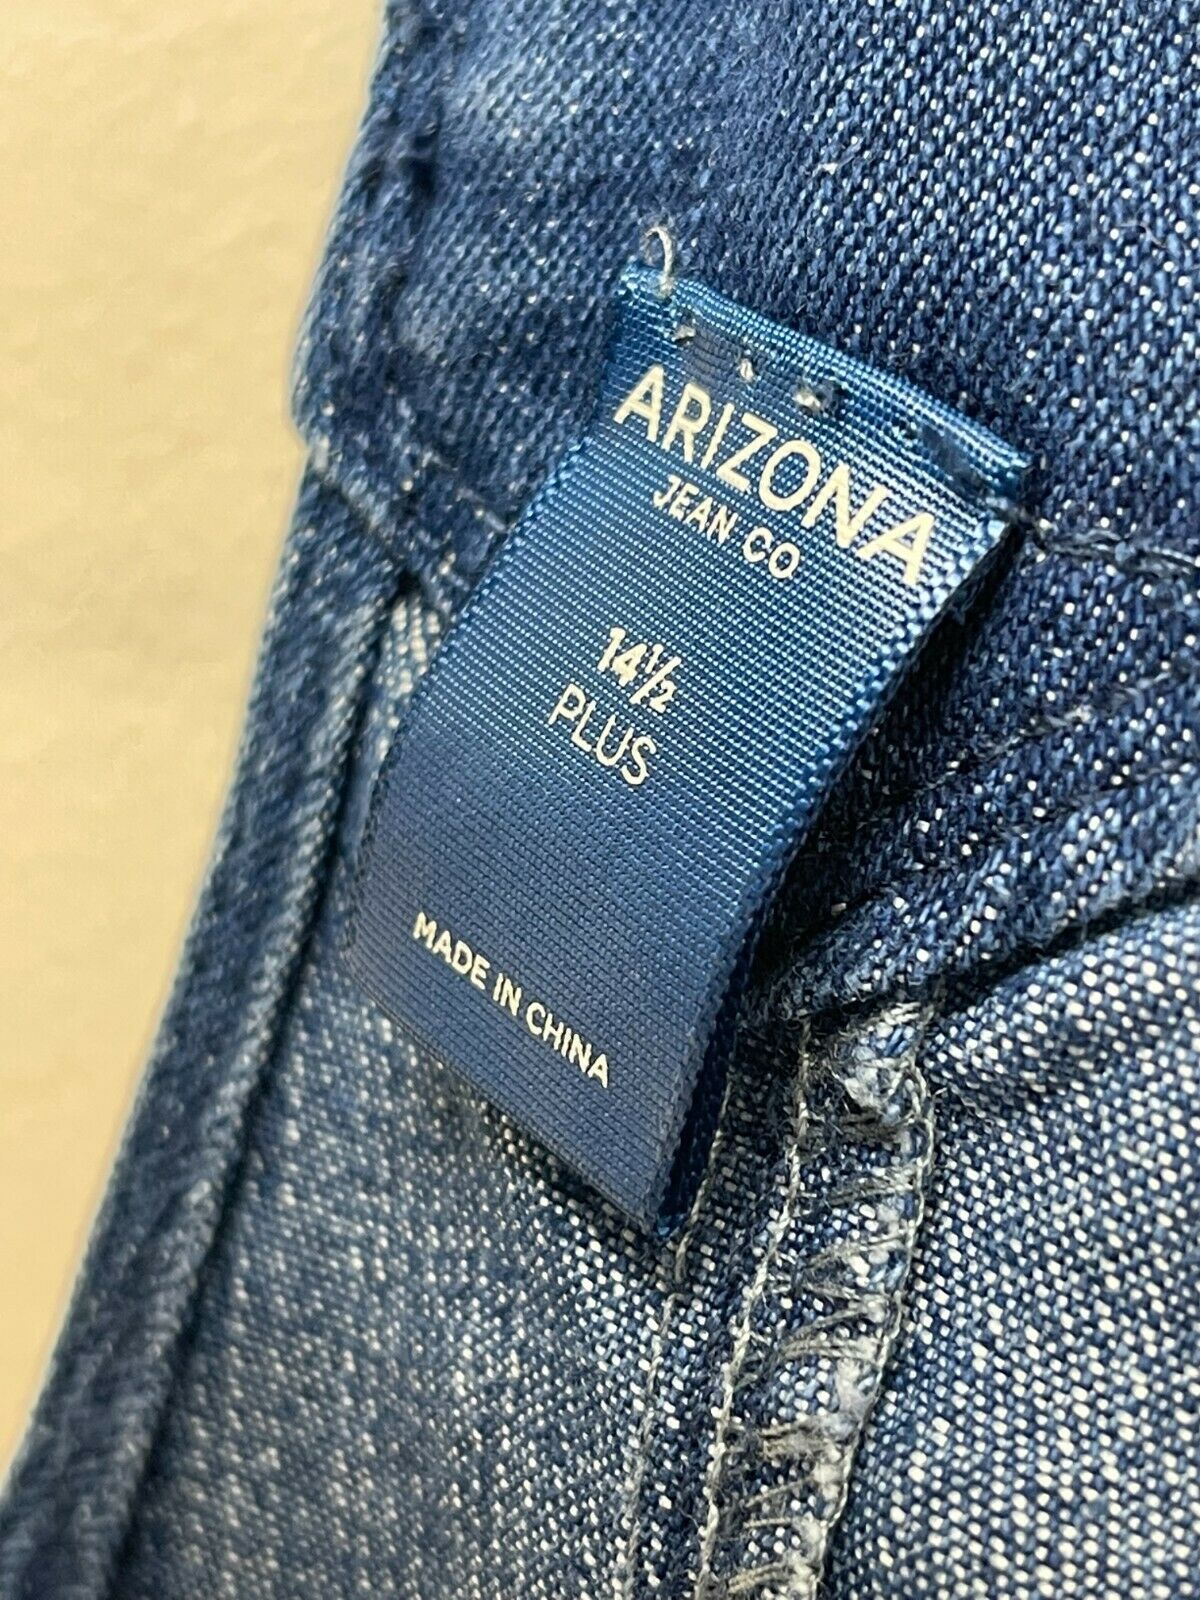 ARIZONA
JEAN CO
14½
PLUS
MADE IN CHINA